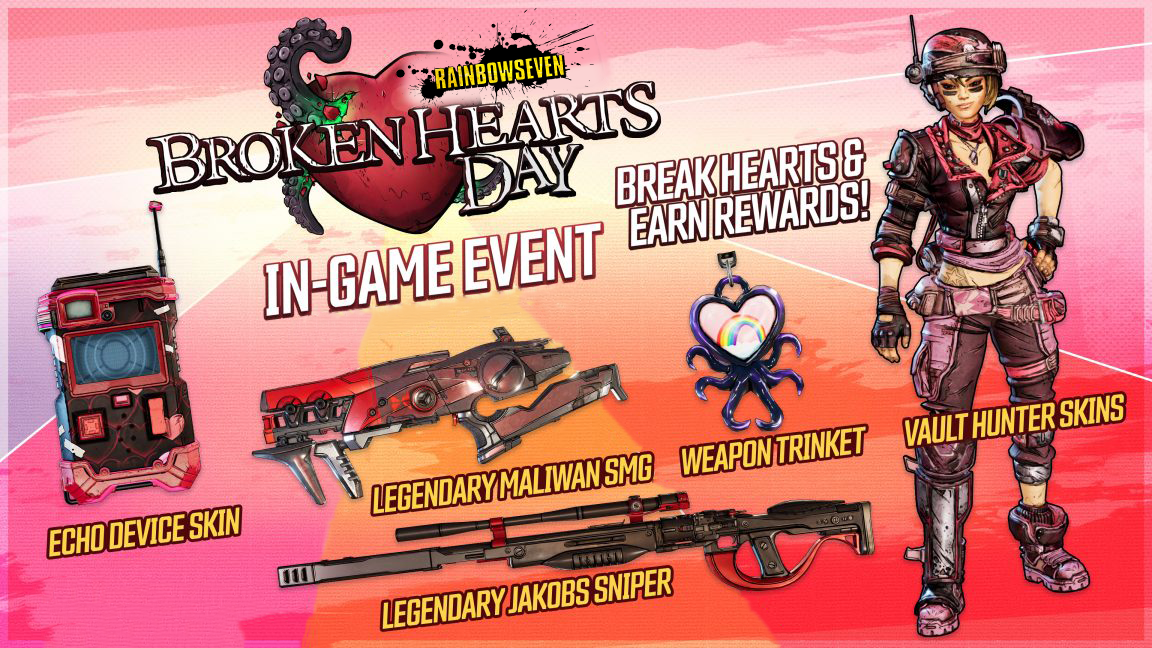 RAINBOWSEVEN
BROKEN HEARTS
DAY
IN-GAME EVENT
BREAK HEARTS &
EARN REWARDS!
ECHO DEVICE SKIN
LEGENDARY MALIWAN SMG
WEAPON TRINKET
VAULT HUNTER SKINS
LEGENDARY JAKOBS SNIPER